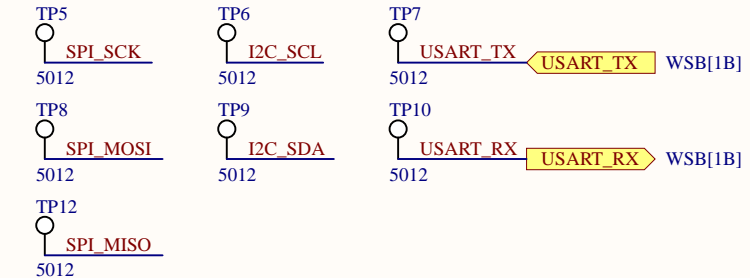 TP5 TP6 TP7
SPI_SCK I2C_SCL USART_TX USART_TX WSB[1B]
5012 5012 5012
TP8 TP9 TP10
SPI_MOSI I2C_SDA USART_RX USART_RX WSB[1B]
5012 5012 5012
TP12
SPI_MISO
5012